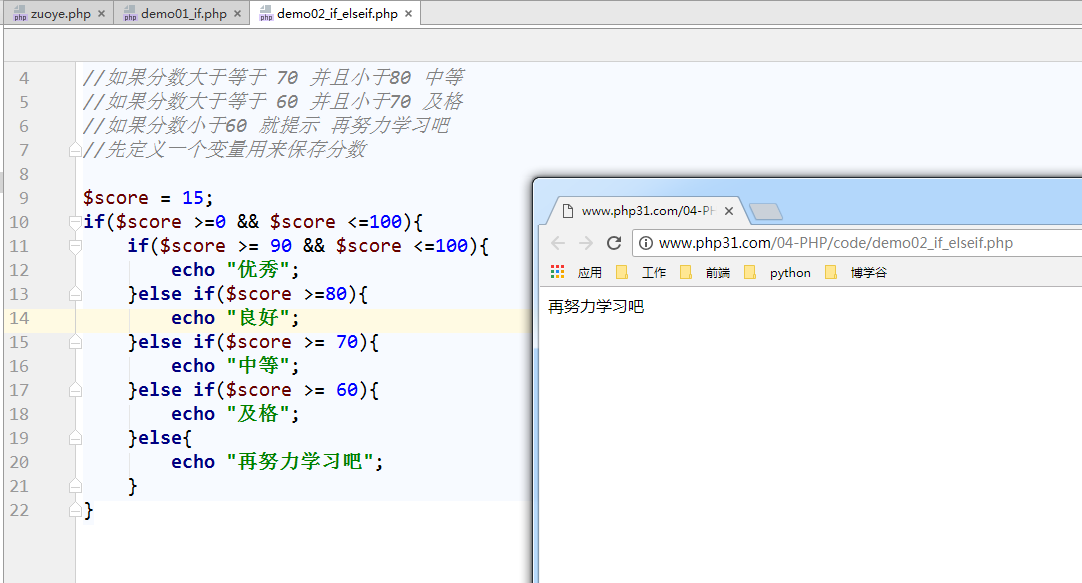 zuoye.php demo01_if.php demo02_if_elseif.php
4 //如果分数大于等于 70 并且小于80 中等
5 //如果分数大于等于 60 并且小于70 及格
6 //如果分数小于60 就提示 再努力学习吧
7 //先定义一个变量用来保存分数
8
9 $score = 15;
10 if($score >=0 && $score <=100){
11 if($score >= 90 && $score <=100){
12 echo "优秀";
13 }else if($score >=80){
14 echo "良好";
15 }else if($score >= 70){
16 echo "中等";
17 }else if($score >= 60){
18 echo "及格";
19 }else{
20 echo "再努力学习吧";
21 }
22 }
www.php31.com/04-PH
www.php31.com/04-PHP/code/demo02_if_elseif.php
应用 工作 前端 python 博学谷
再努力学习吧